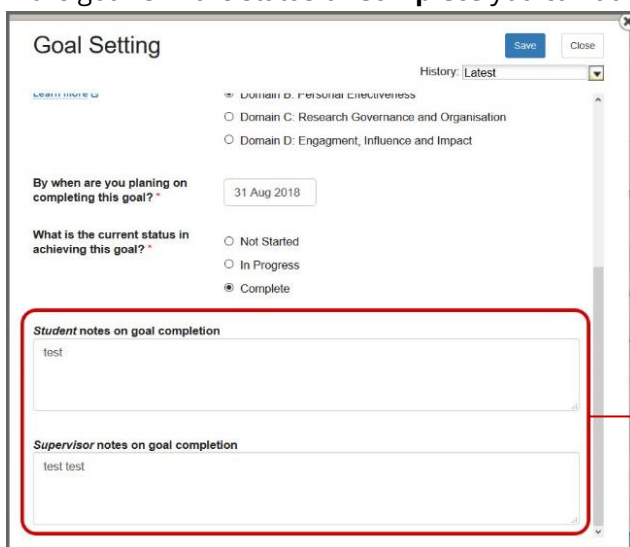 Goal Setting
Save
Close
History: Latest
Domain B: Personal Effectiveness
Domain C: Research Governance and Organisation
Domain D: Engagment, Influence and Impact
By when are you planing on
completing this goal? *
31 Aug 2018
What is the current status in
achieving this goal? *
Not Started
In Progress
Complete
Student notes on goal completion
test
Supervisor notes on goal completion
test test